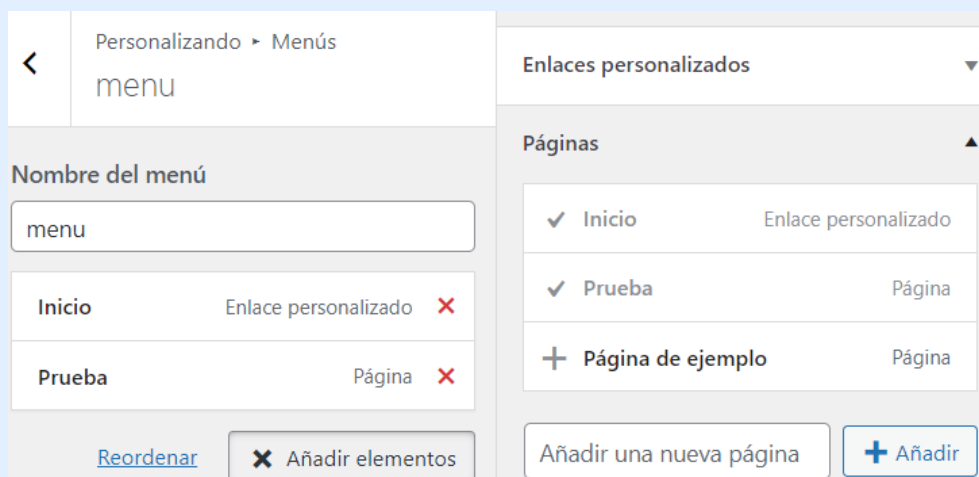 Personalizando ▸ Menús
menu
Nombre del menú
menu
Inicio Enlace personalizado
Prueba Página
Reordenar Añadir elementos
Enlaces personalizados
Páginas
Inicio Enlace personalizado
Prueba Página
Página de ejemplo Página
Añadir una nueva página Añadir